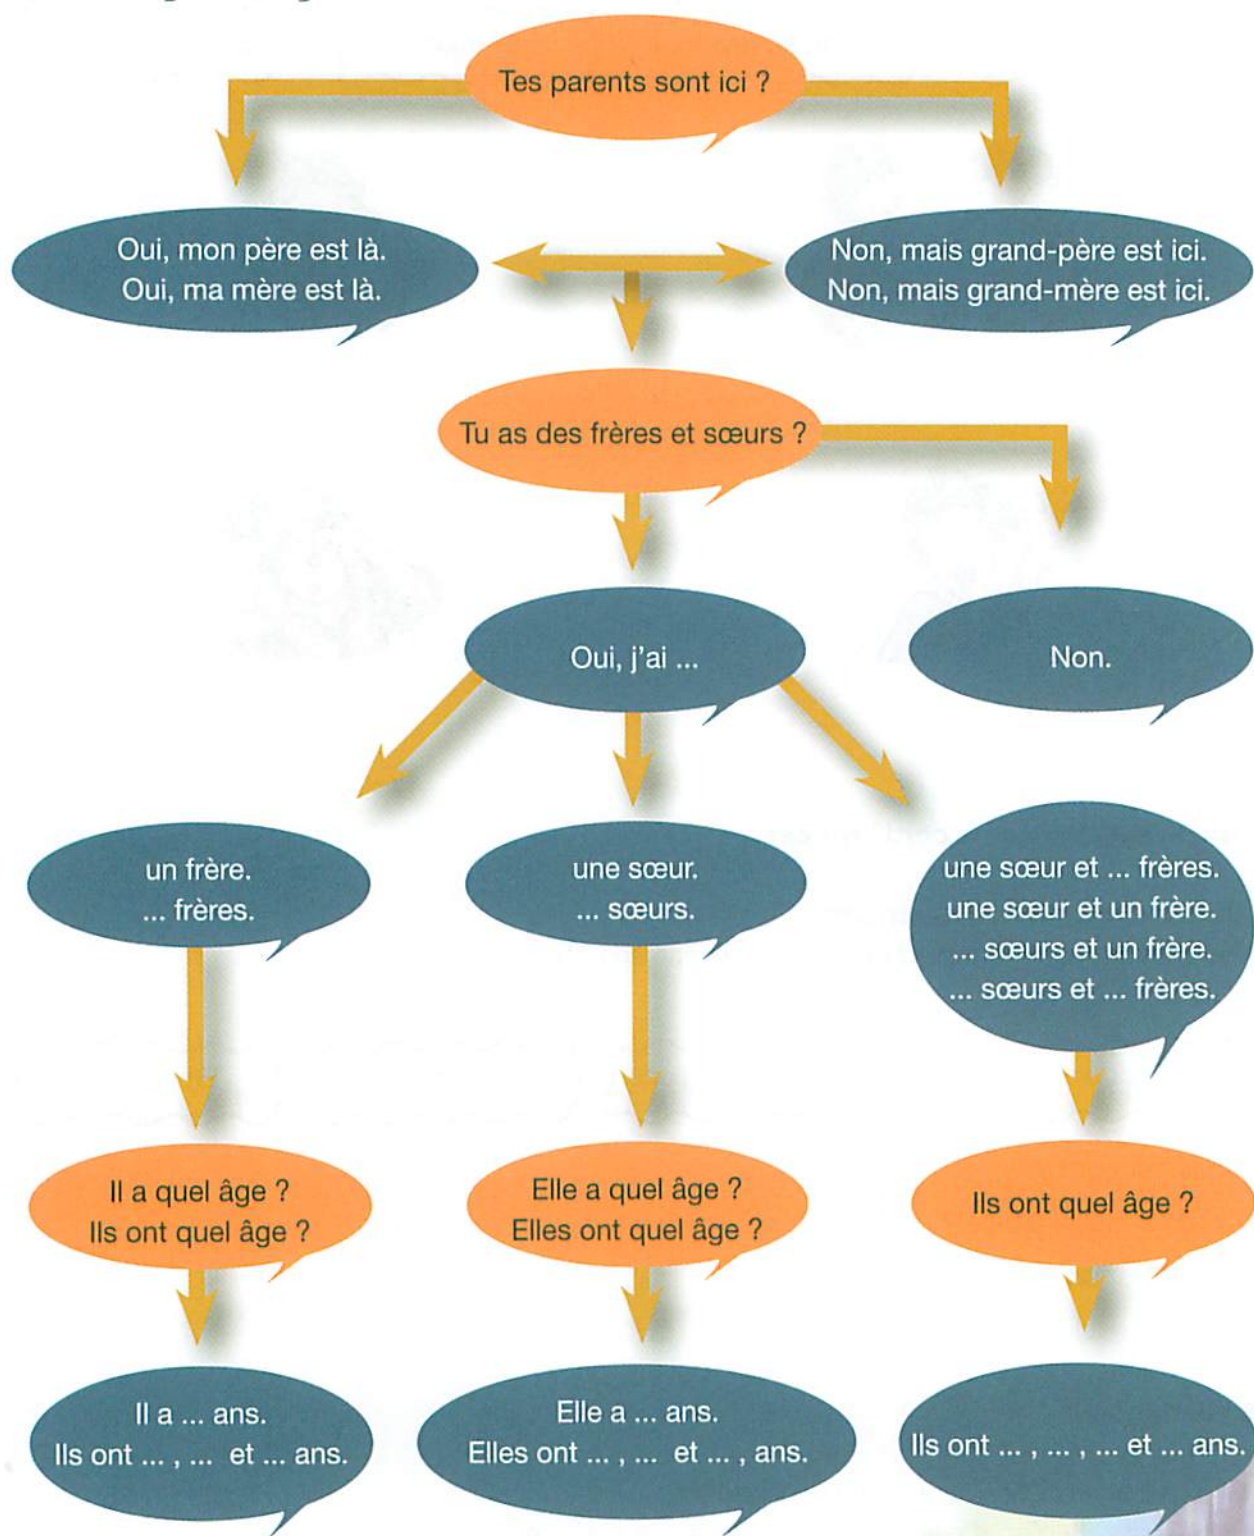 Tes parents sont ici ?
Oui, mon père est là.
Oui, ma mère est là.
Non, mais grand-père est ici.
Non, mais grand-mère est ici.
Tu as des frères et sœurs ?
Oui, j'ai ...
Non.
un frère.
... frères.
une sœur.
... sœurs.
une sœur et ... frères.
une sœur et un frère.
... sœurs et un frère.
... sœurs et ... frères.
Il a quel âge ?
Ils ont quel âge ?
Elle a quel âge ?
Elles ont quel âge ?
Ils ont quel âge ?
Il a ... ans.
Ils ont ... , ... et ... ans.
Elle a ... ans.
Elles ont ... , ... et ... , ans.
Ils ont ... , ... , ... et ... ans.